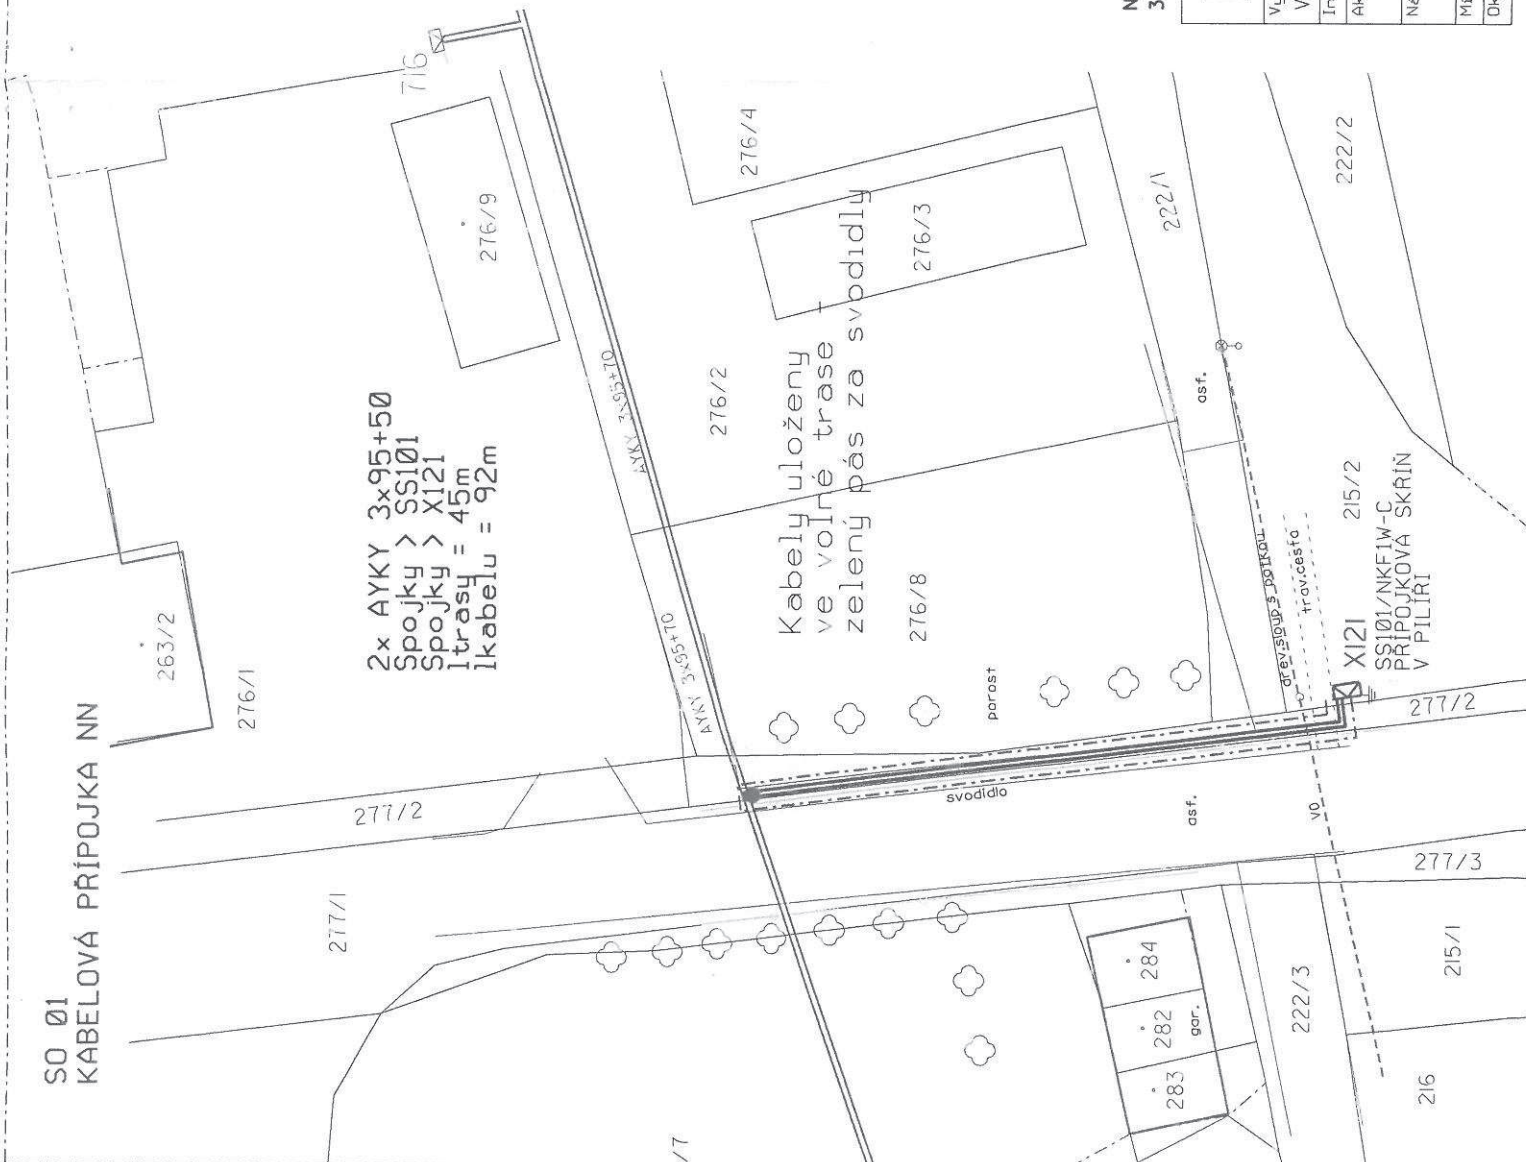 SO 01
KABELOVÁ PŘÍPOJKA NN
263/2
276/1
277/2
277/1
716
276/9
2x AYKY 3x95+50
Spojky > SS101
Spojky > X121
ltrasy = 45m
lkabelu = 92m
AYKY 3x95+70
AYKY 3x95+70
276/4
276/3
276/2
Kabely uloženy
ve volné trase -
zelený pás za svodidly
276/8
porost
svodidlo
asf.
vo
222/1
222/2
asf.
dřev.sloup s patkou
trav.cesta
215/2
X121
SS101/NKF1W-C
PŘÍPOJKOVÁ SKŘÍŇ
V PILÍŘI
277/2
277/3
284
282
283
gar.
222/3
215/1
216
/7